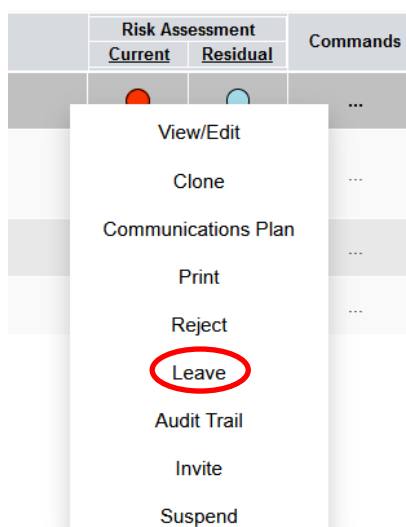 Risk Assessment
Commands
Current Residual
...
View/Edit
Clone
...
Communications Plan
...
Print
...
Reject
Leave
Audit Trail
Invite
Suspend